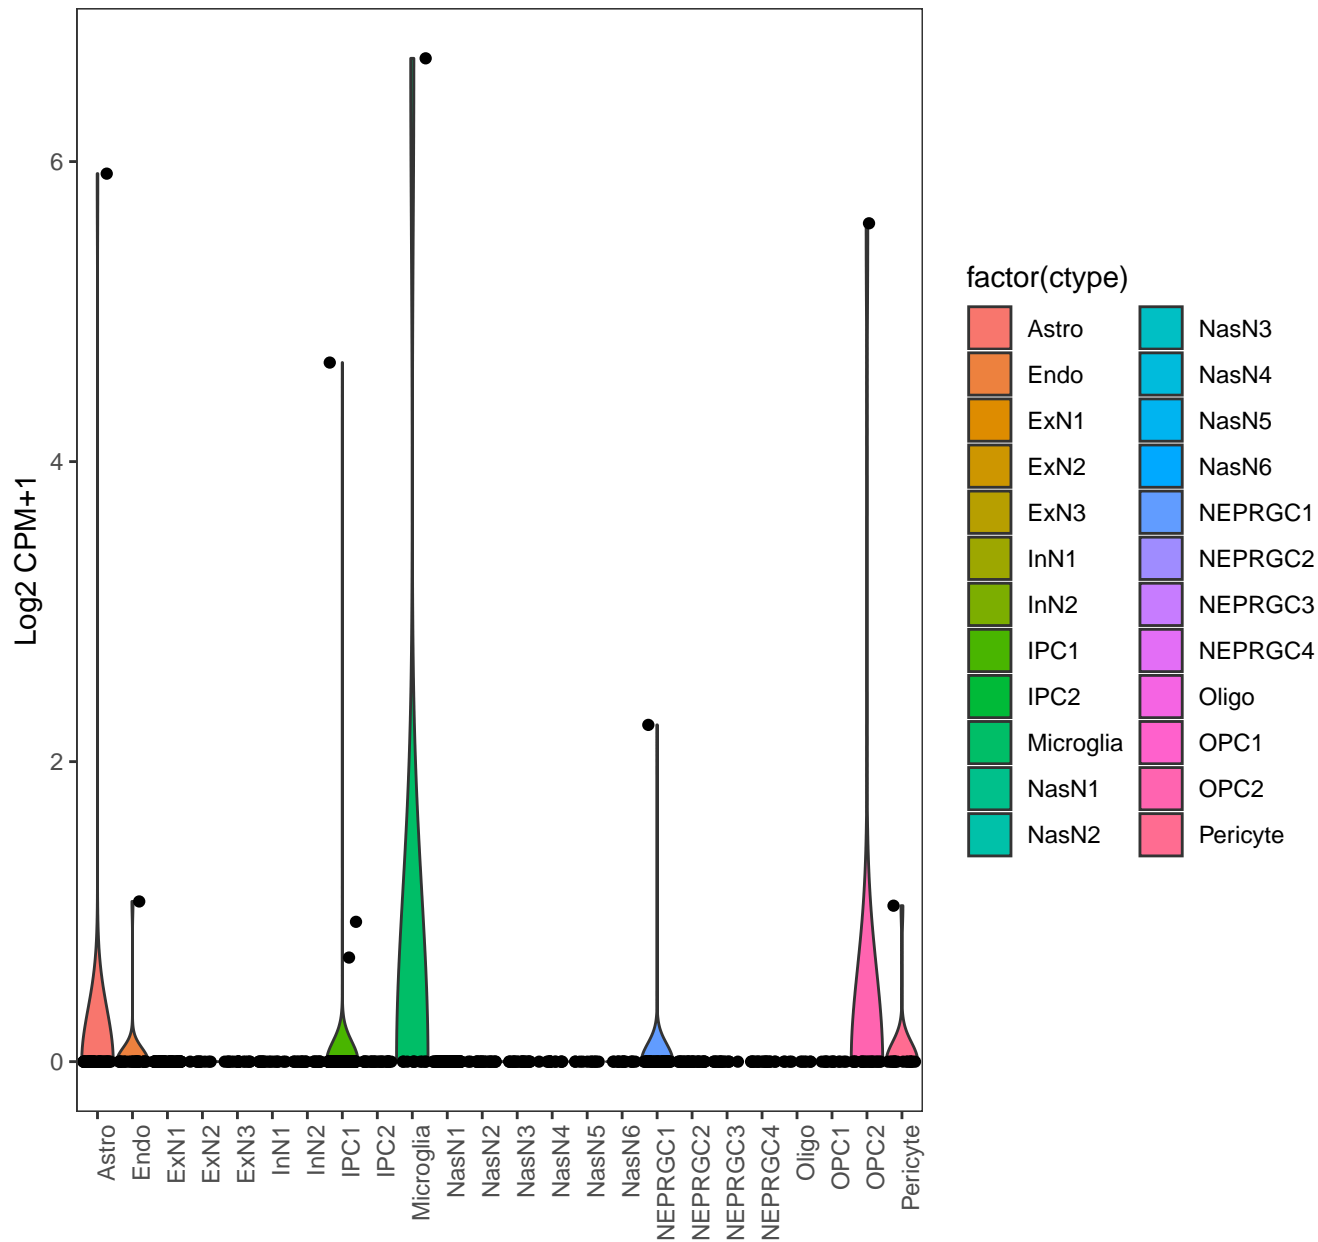 Log2 CPM+1
6
4
2
0
Astro
Endo
ExN1
ExN2
ExN3
InN1
InN2
IPC1
IPC2
Microglia
NasN1
NasN2
NasN3
NasN4
NasN5
NasN6
NEPRGC1
NEPRGC2
NEPRGC3
NEPRGC4
Oligo
OPC1
OPC2
Pericyte
factor(ctype)
Astro
Endo
ExN1
ExN2
ExN3
InN1
InN2
IPC1
IPC2
Microglia
NasN1
NasN2
NasN3
NasN4
NasN5
NasN6
NEPRGC1
NEPRGC2
NEPRGC3
NEPRGC4
Oligo
OPC1
OPC2
Pericyte